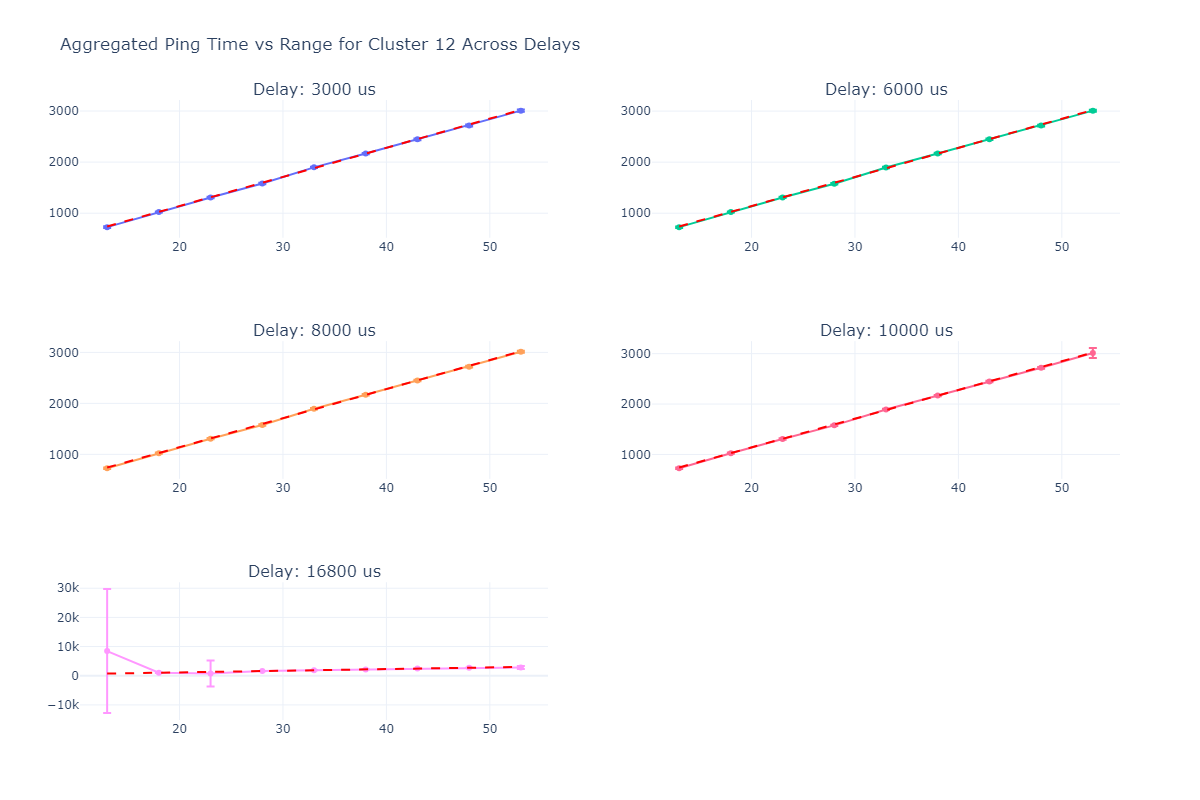 Aggregated Ping Time vs Range for Cluster 12 Across Delays
Delay: 3000 us
3000
2000
1000
20 30 40 50
Delay: 6000 us
3000
2000
1000
20 30 40 50
Delay: 8000 us
3000
2000
1000
20 30 40 50
Delay: 10000 us
3000
2000
1000
20 30 40 50
Delay: 16800 us
30k
20k
10k
0
−10k
20 30 40 50